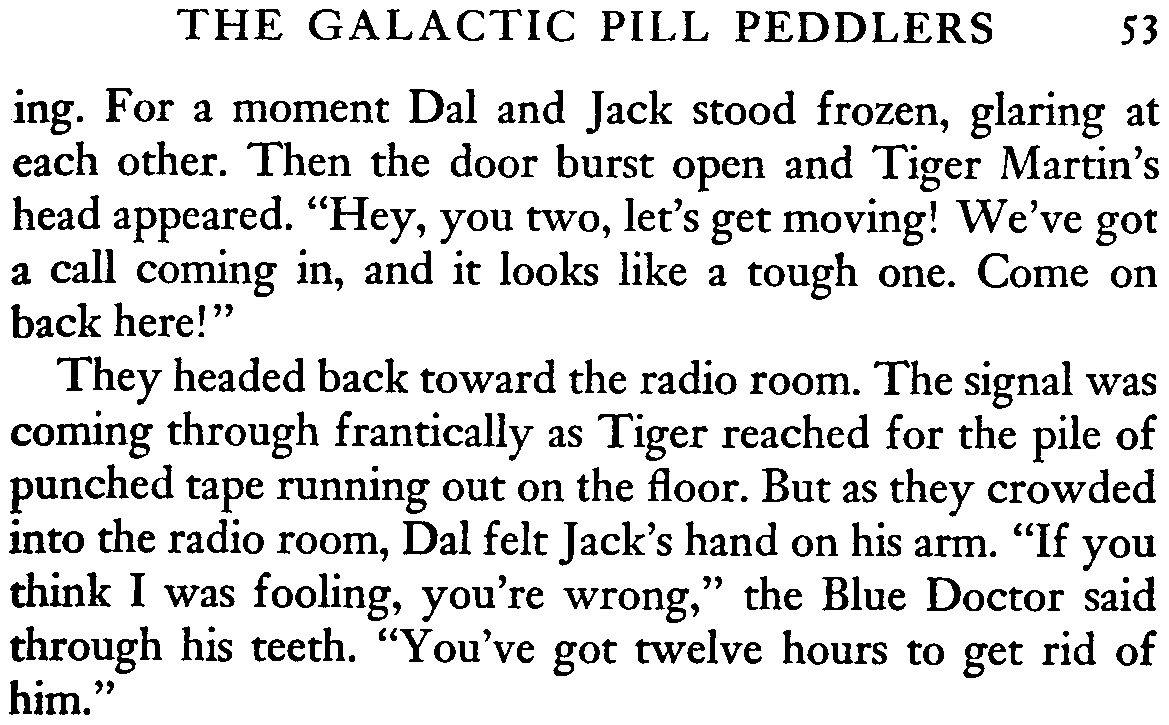 THE GALACTIC PILL PEDDLERS 53
ing. For a moment Dal and Jack stood frozen, glaring at
each other. Then the door burst open and Tiger Martin's
head appeared. “Hey, you two, let's get moving! We've got
a call coming in, and it looks like a tough one. Come on
back here!”
They headed back toward the radio room. The signal was
coming through frantically as Tiger reached for the pile of
punched tape running out on the floor. But as they crowded
into the radio room, Dal felt Jack's hand on his arm. “If you
think I was fooling, you're wrong,” the Blue Doctor said
through his teeth. “You've got twelve hours to get rid of
him.”